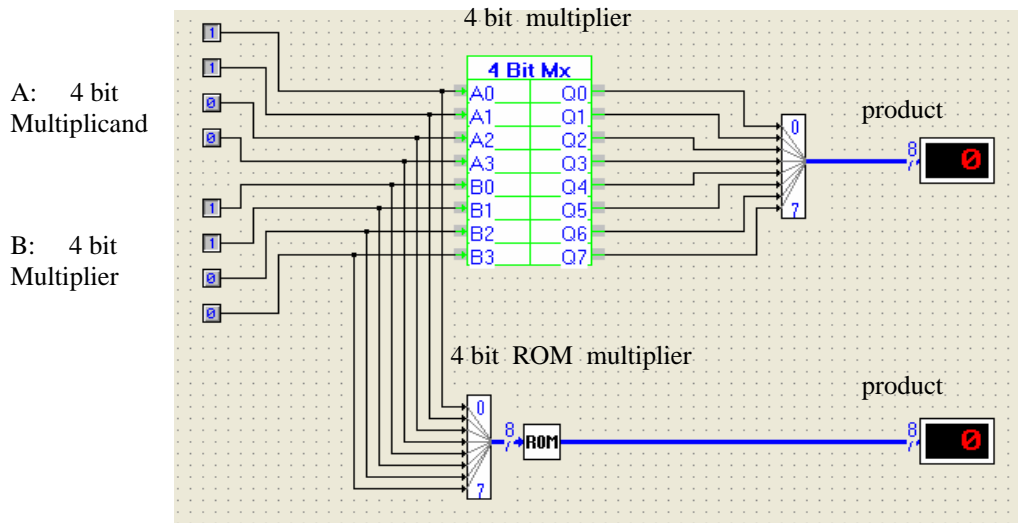 4 bit multiplier
1
1
0
0
A: 4 bit
Multiplicand
1
1
0
0
B: 4 bit
Multiplier
4 Bit Mx
A0 Q0
A1 Q1
A2 Q2
A3 Q3
B0 Q4
B1 Q5
B2 Q6
B3 Q7
0
7
product
8
0
4 bit ROM multiplier
0
7
8
ROM
product
8
0